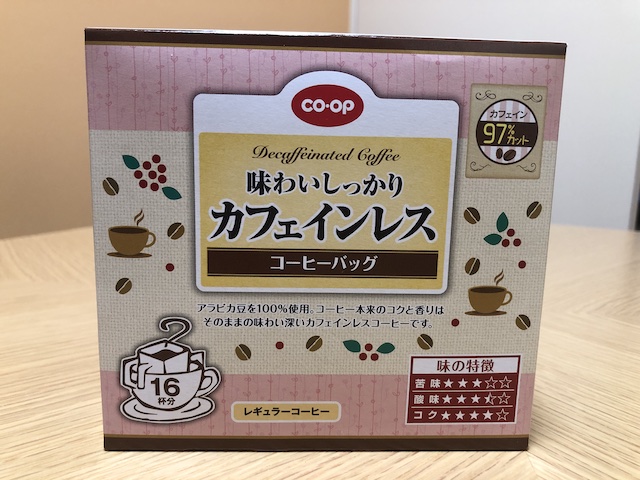 CO·OP
カフェイン
97%カット
Decaffeinated Coffee
味わいしっかり
カフェインレス
コーヒーバッグ
アラビカ豆を100%使用。コーヒー本来のコクと香りは
そのままの味わい深いカフェインレスコーヒーです。
16
杯分
レギュラーコーヒー
味の特徴
苦味★★★☆☆
酸味★★★⯪☆
コク★★★★☆